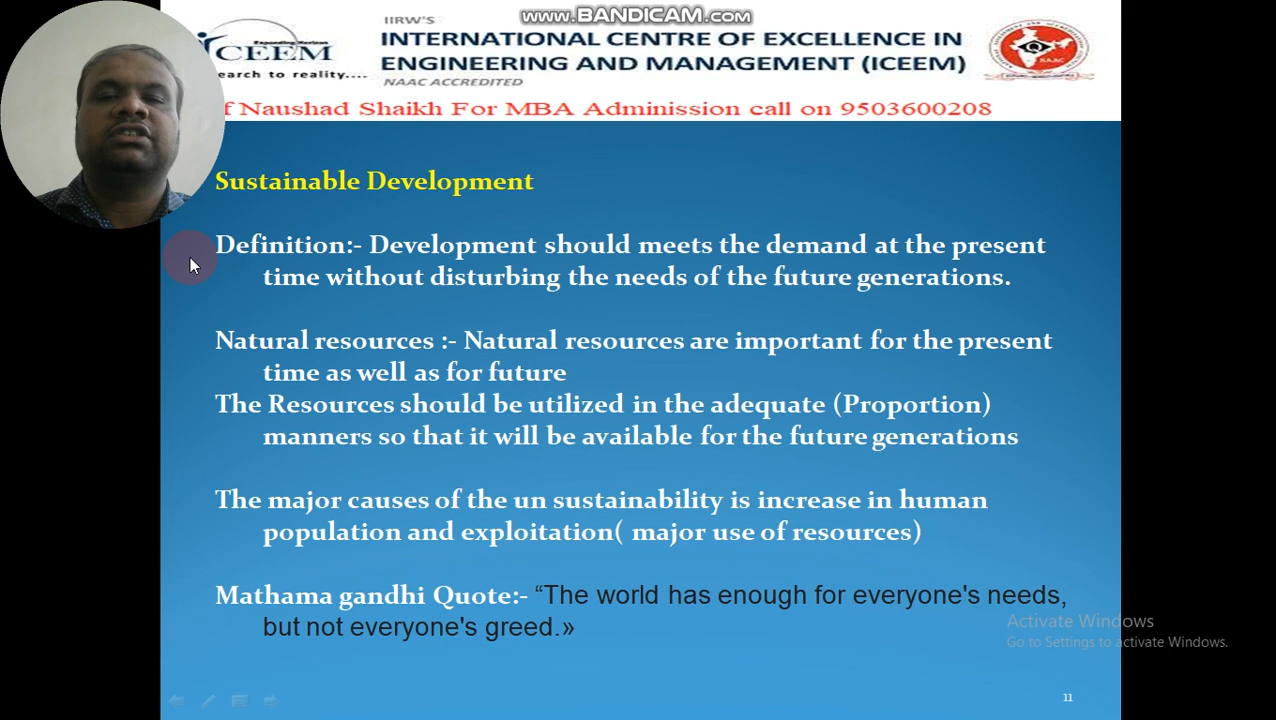 www.BANDICAM.com
IIRW'S
INTERNATIONAL CENTRE OF EXCELLENCE IN
ENGINEERING AND MANAGEMENT (ICEEM)
NAAC ACCREDITED
Expanding Horizon
ICEEM
earch to reality....
NAAC
f Naushad Shaikh For MBA Adminission call on 9503600208
Sustainable Development
Definition:- Development should meets the demand at the present
time without disturbing the needs of the future generations.
Natural resources :- Natural resources are important for the present
time as well as for future
The Resources should be utilized in the adequate (Proportion)
manners so that it will be available for the future generations
The major causes of the un sustainability is increase in human
population and exploitation( major use of resources)
Mathama gandhi Quote:- “The world has enough for everyone's needs,
but not everyone's greed.»
Activate Windows
Go to Settings to activate Windows.
11